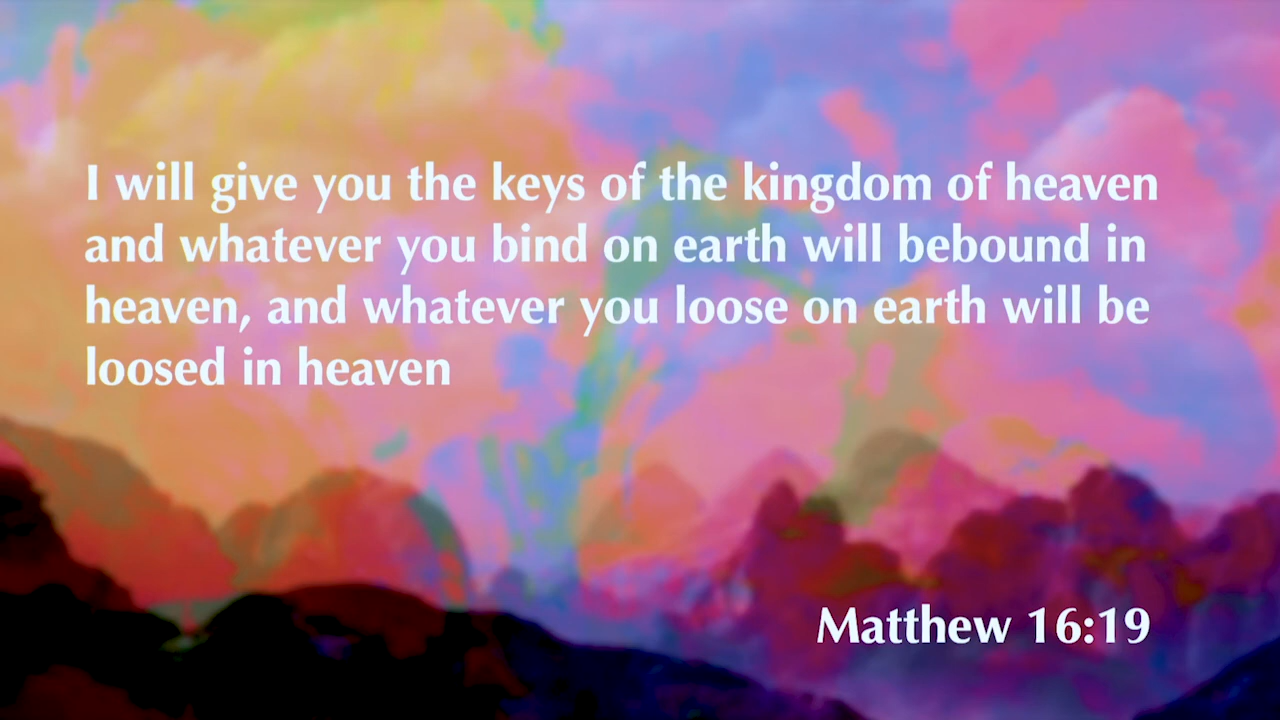 I will give you the keys of the kingdom of heaven
and whatever you bind on earth will bebound in
heaven, and whatever you loose on earth will be
loosed in heaven
Matthew 16:19